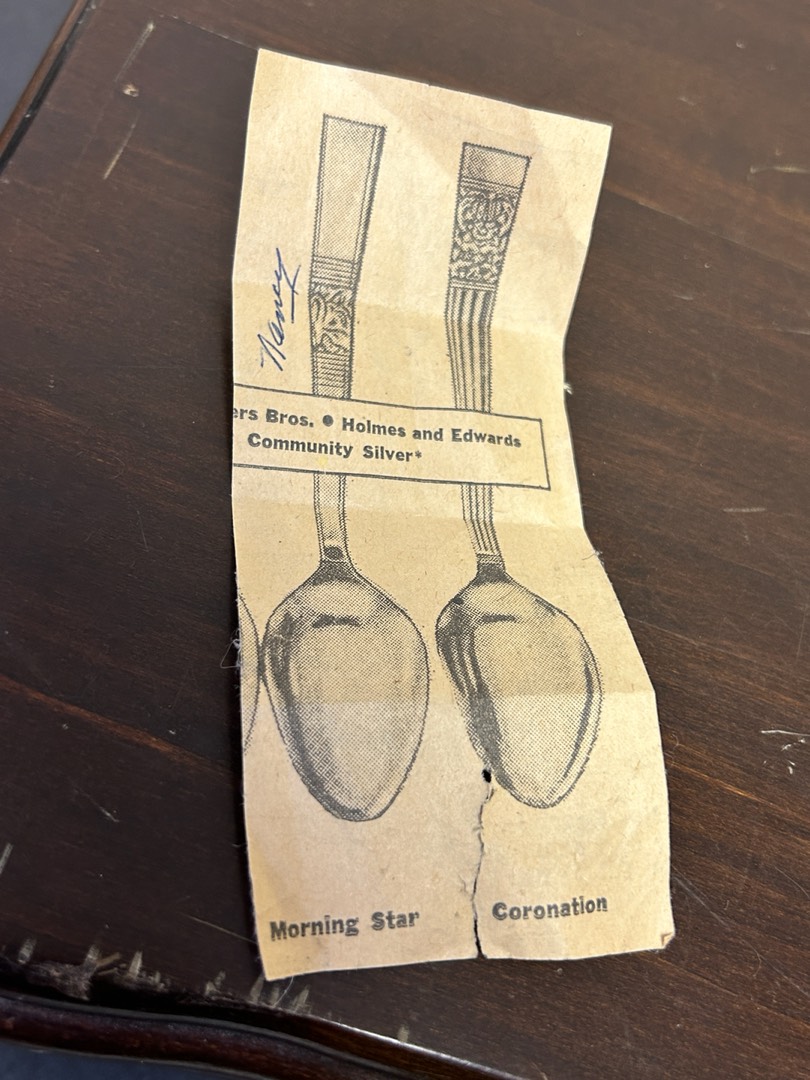 Nancy
ers Bros. ● Holmes and Edwards
Community Silver*
Morning Star
Coronation